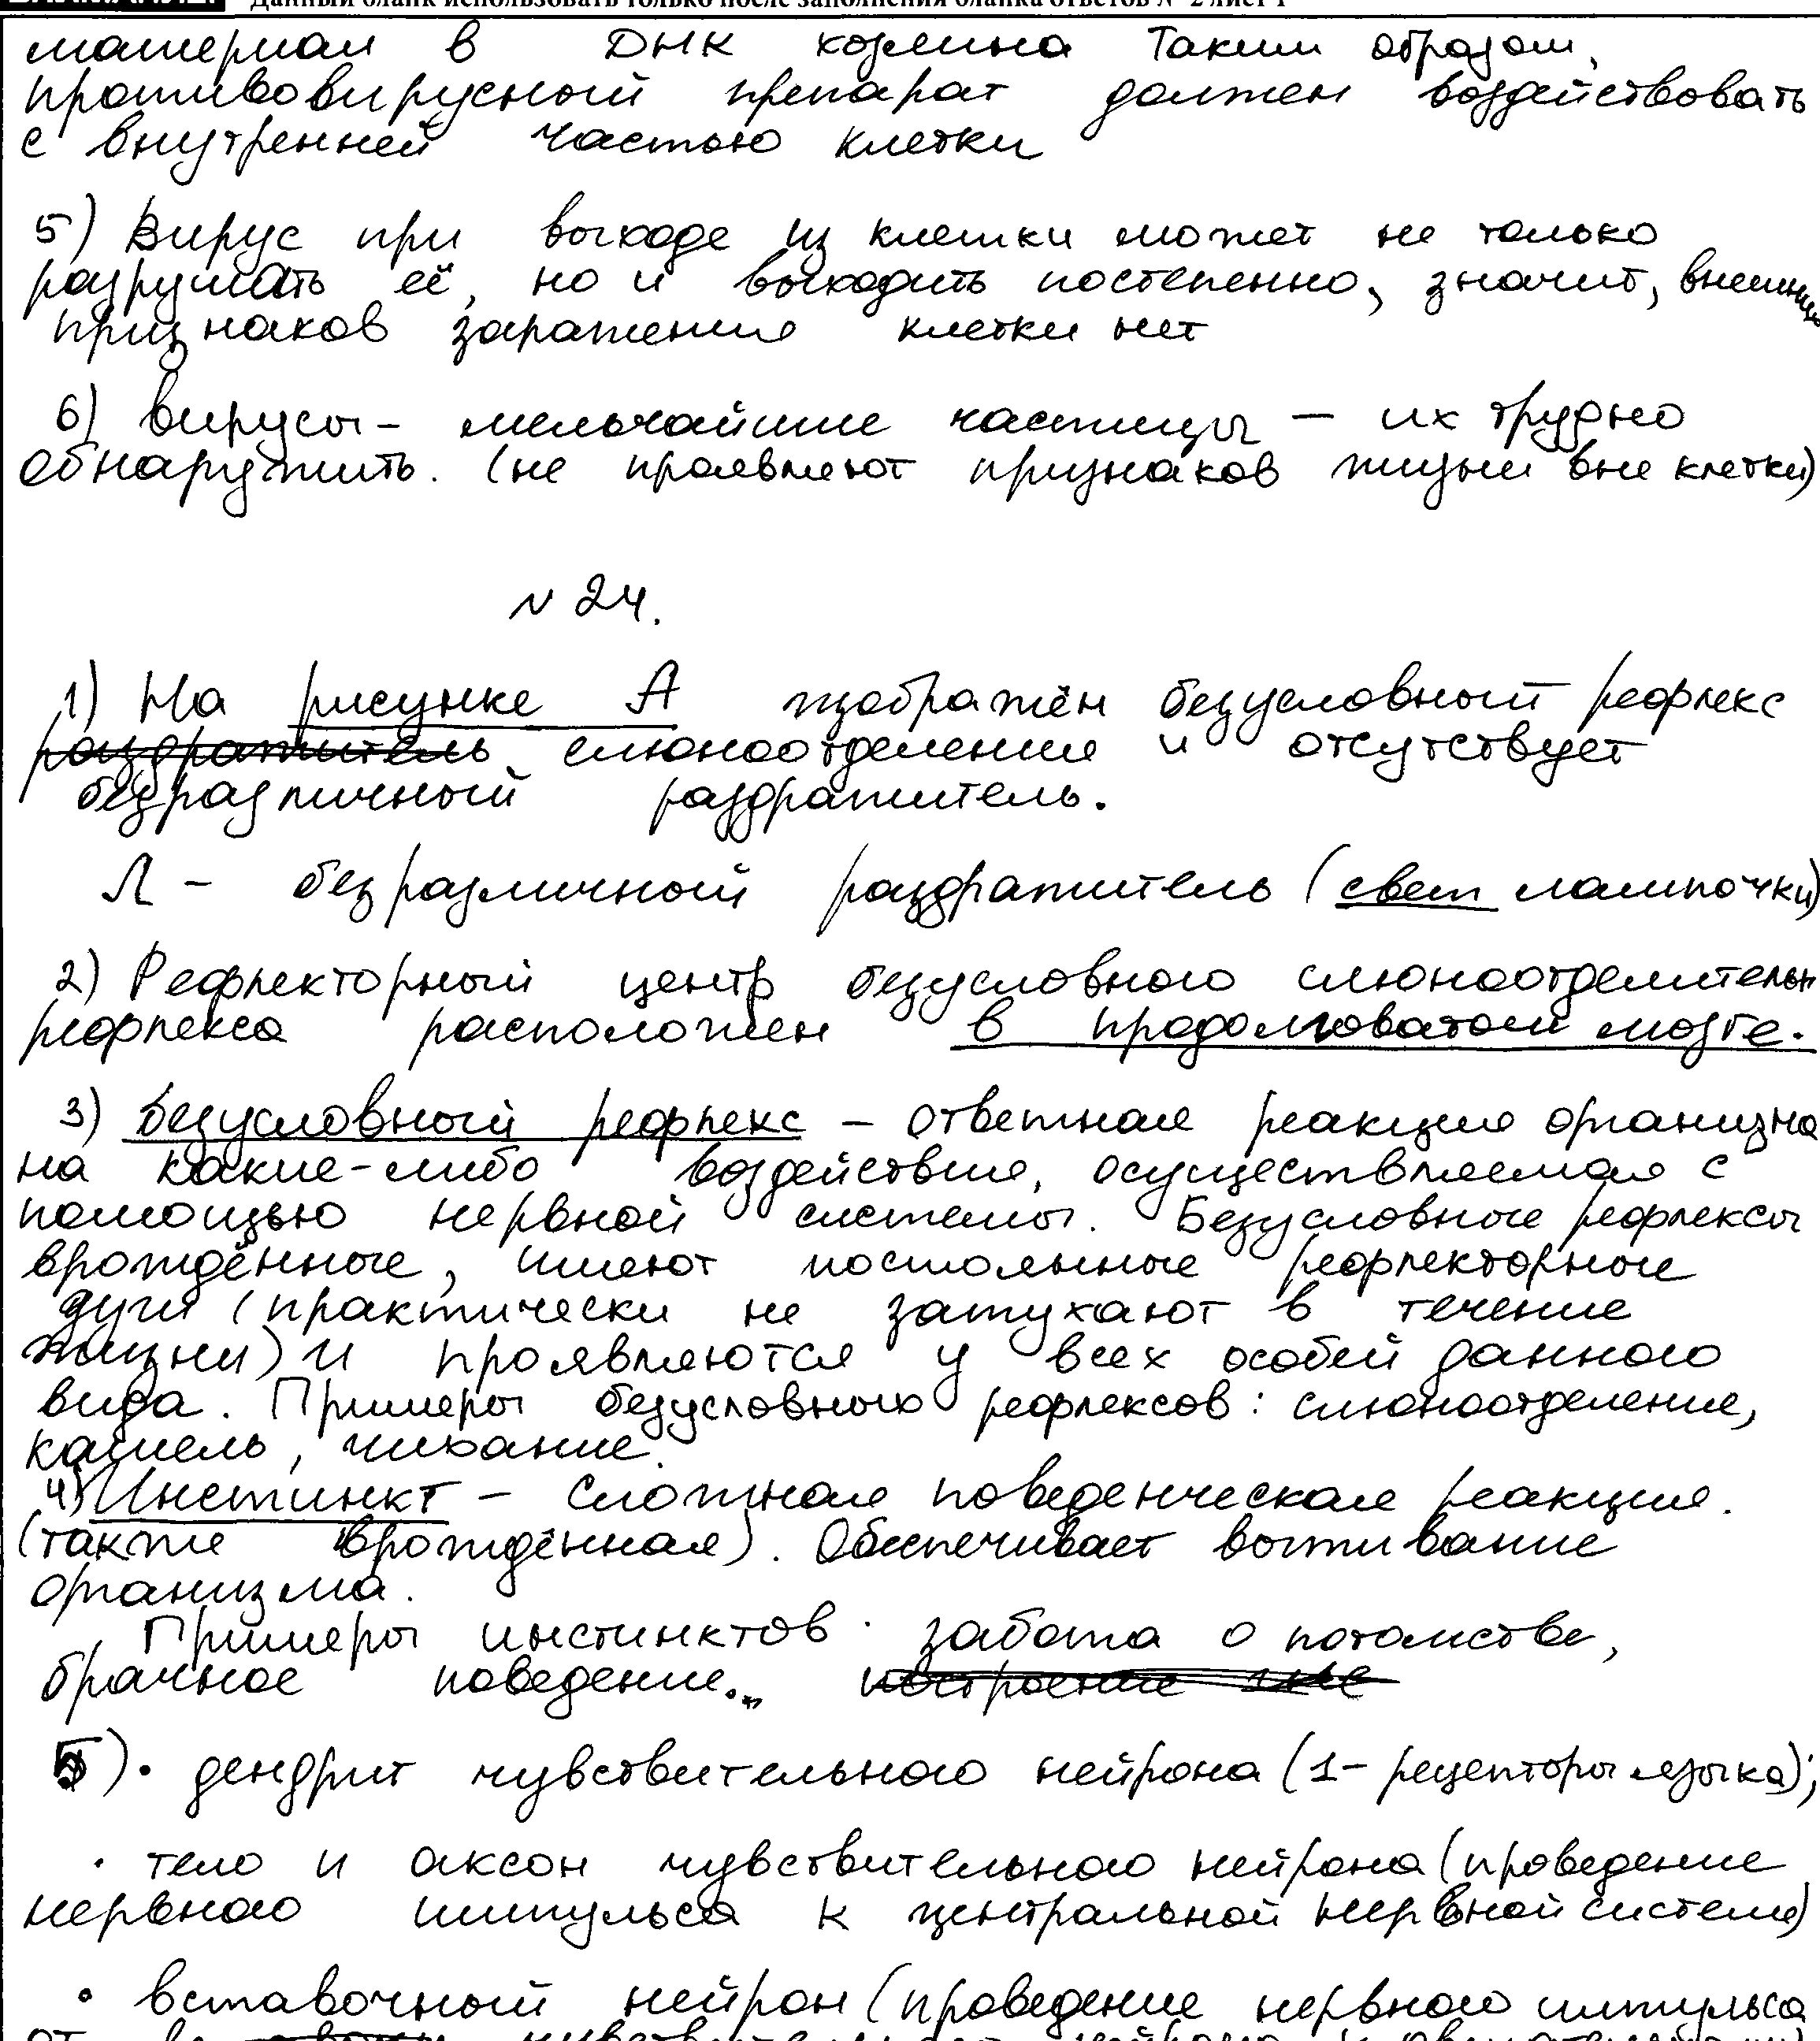 Данный бланк использовать только после заполнения бланка ответов № 2 лист 1
материал в ДНК хозяина Таким образом,
противовирусный препарат должен воздействовать
с внутренней частью клетки
5) Вирус при выходе из клетки может не только
разрушать её, но и выходить постепенно, значит, внешних
признаков заражения клетки нет
6) вирусы – мельчайшие частицы – их трудно
обнаружить. (не проявляют признаков жизни вне клетки)
N 24.
1) На рисунке А изображён безусловный рефлекс
раздражитель слюноотделения и отсутствует
безразличный раздражитель.
Л – безразличный раздражитель (свет лампочки)
2) Рефлекторный центр безусловного слюноотделительн
рефлекса расположен в продолговатом мозге.
3) Безусловный рефлекс – ответная реакция организма
на какие-либо воздействия, осуществляемая с
помощью нервной системы. Безусловные рефлексы
врождённые, имеют постоянные рефлекторные
дуги (практически не затухают в течение
жизни) и проявляются у всех особей данного
вида. Примеры безусловных рефлексов: слюноотделение,
кашель, чихание.
4) Инстинкт – сложная поведенческая реакция.
(также врождённая). Обеспечивает выживание
организма.
Примеры инстинктов: забота о потомстве,
брачное поведение.. построение
5) • дендрит чувствительного нейрона (1– рецепторы языка);
• тело и аксон чувствительного нейрона (проведение
нервного импульса к центральной нервной системе)
• вставочный нейрон (проведение нервного импульса
от